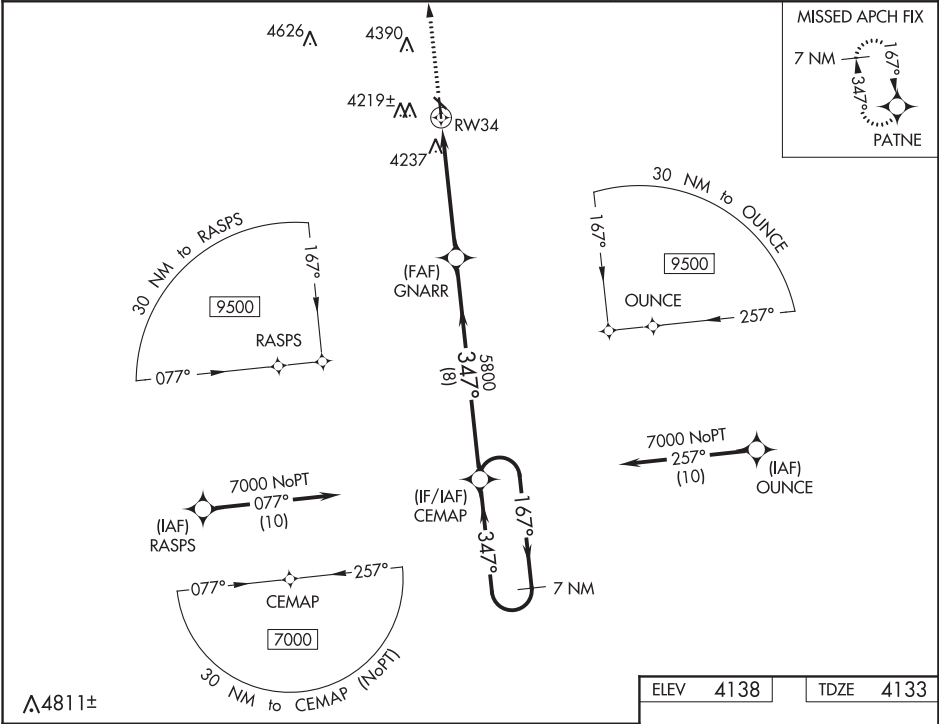 MISSED APCH FIX
7 NM
167°
347°
PATNE
4626
4390
4219±
RW34
4237
30 NM to RASPS
167°
9500
RASPS
077°
30 NM to OUNCE
167°
9500
OUNCE
257°
(FAF)
GNARR
5800
347°
(8)
7000 NoPT
257°
(10)
(IAF)
OUNCE
7000 NoPT
077°
(10)
(IAF)
RASPS
(IF/IAF)
CEMAP
167°
347°
7 NM
077°
257°
CEMAP
7000
30 NM to CEMAP (NoPT)
4811±
ELEV 4138
TDZE 4133